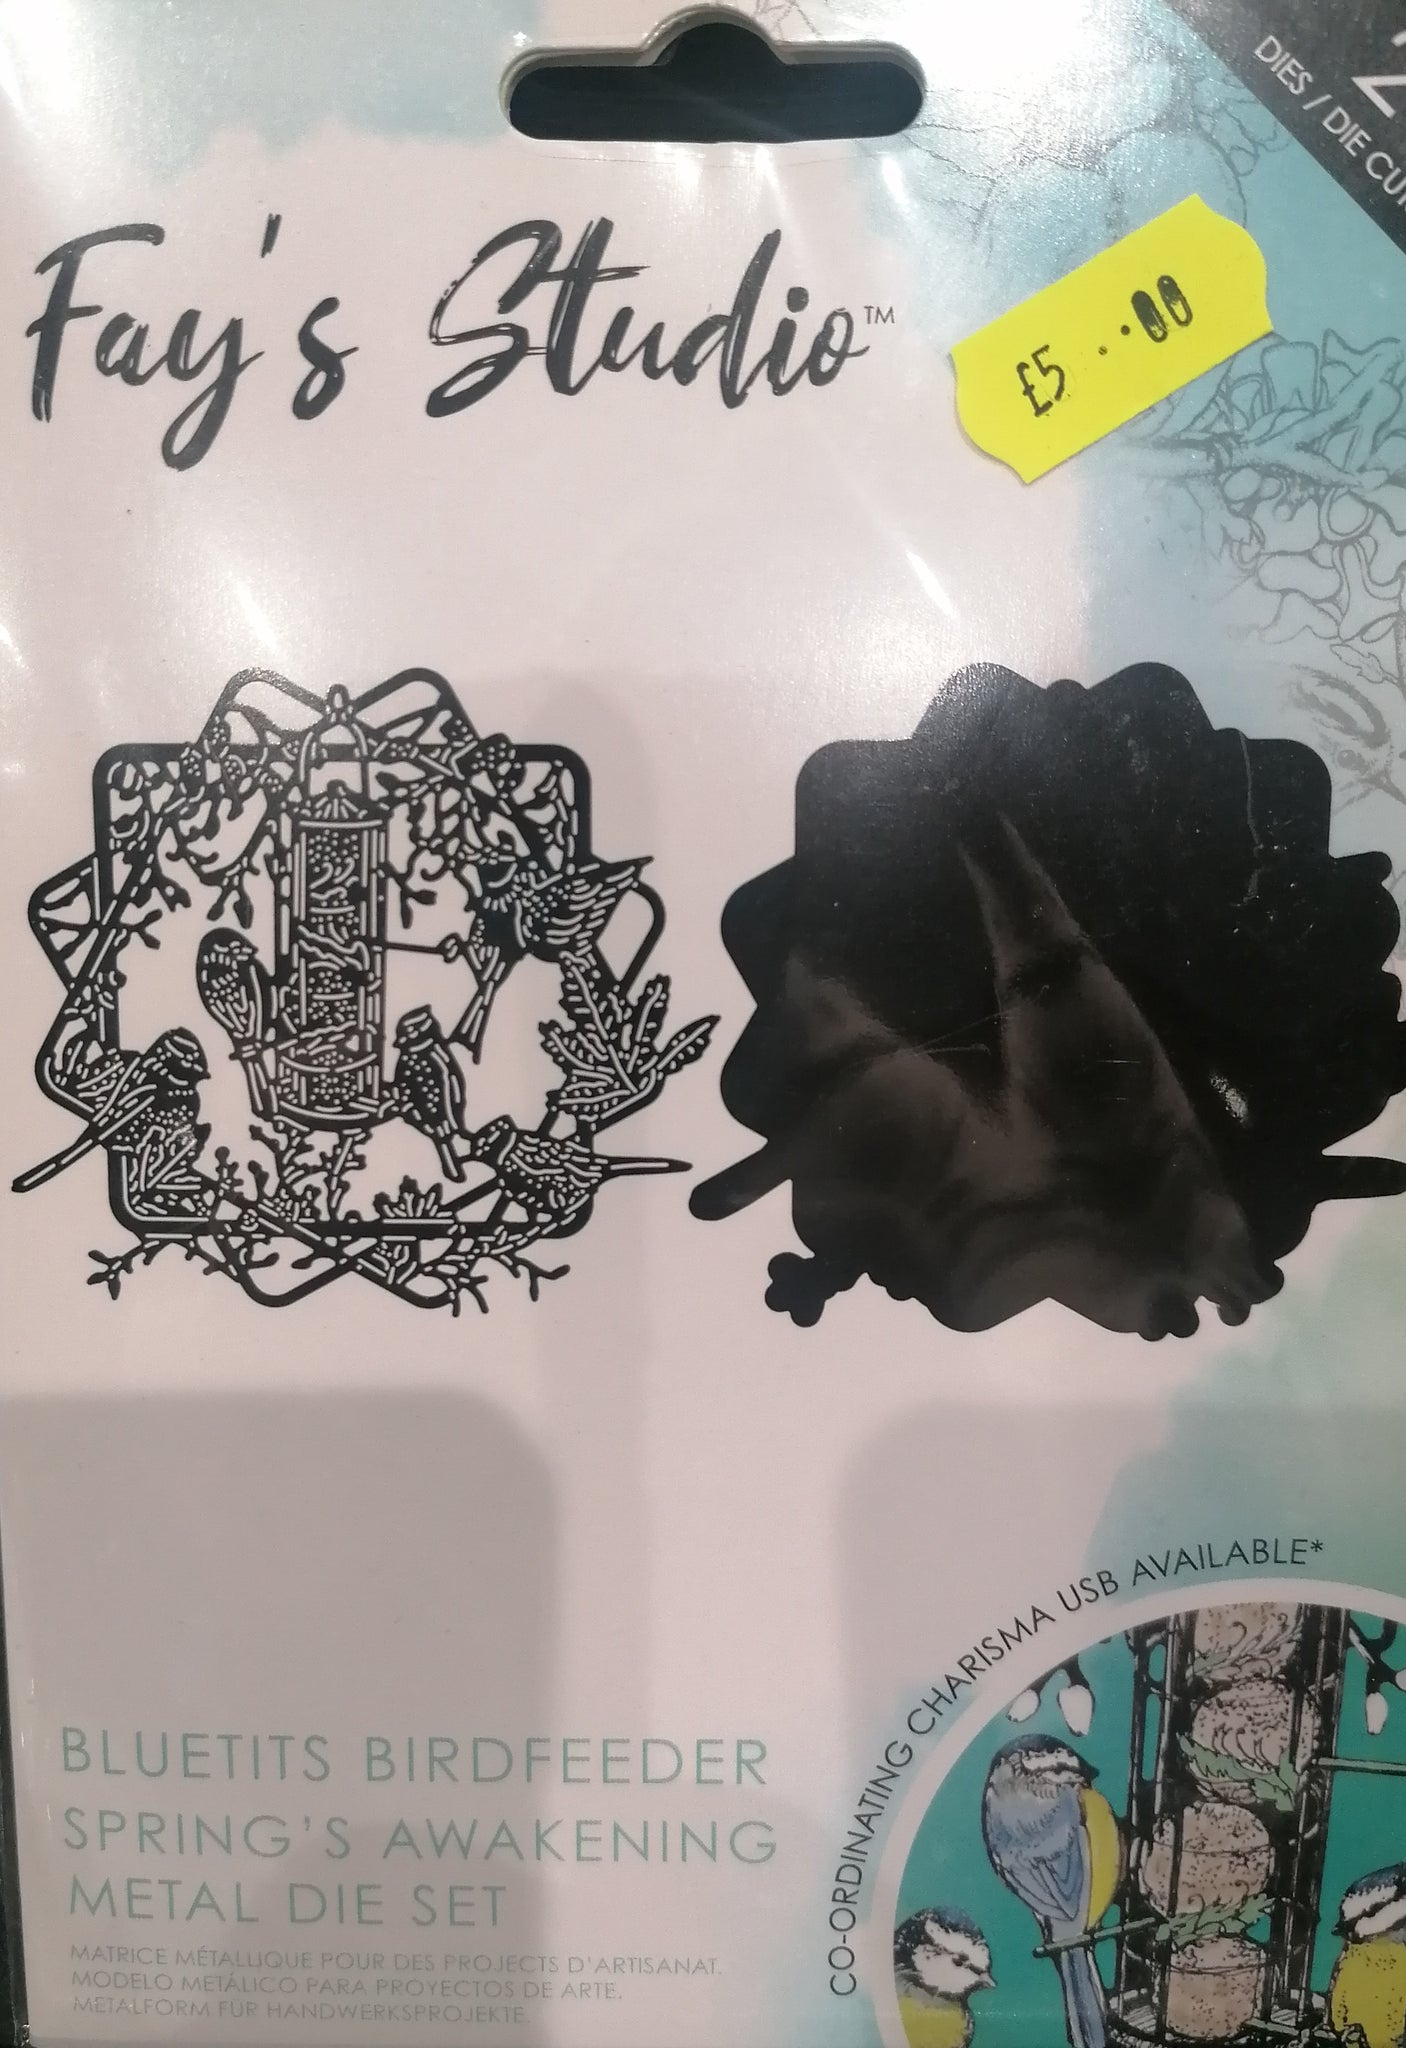 2
DIES / DIE CU
Fay's Studio™
£5..00
CO-ORDINATING CHARISMA USB AVAILABLE*
BLUETITS BIRDFEEDER
SPRING'S AWAKENING
METAL DIE SET
MATRICE MÉTALLIQUE POUR DES PROJECTS D'ARTISANAT.
MODELO METÁLICO PARA PROYECTOS DE ARTE.
METALFORM FÜR HANDWERKSPROJEKTE.